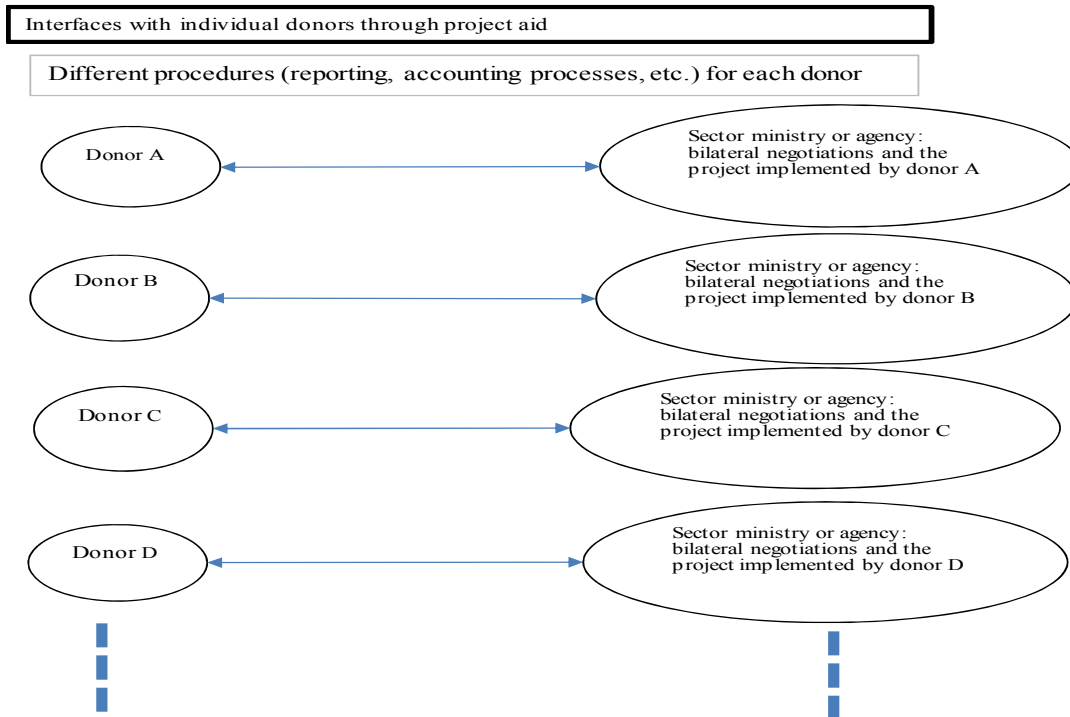 Interfaces with individual donors through project aid
Different procedures (reporting, accounting processes, etc.) for each donor
Donor A
Sector ministry or agency:
bilateral negotiations and the
project implemented by donor A
Donor B
Sector ministry or agency:
bilateral negotiations and the
project implemented by donor B
Donor C
Sector ministry or agency:
bilateral negotiations and the
project implemented by donor C
Donor D
Sector ministry or agency:
bilateral negotiations and the
project implemented by donor D